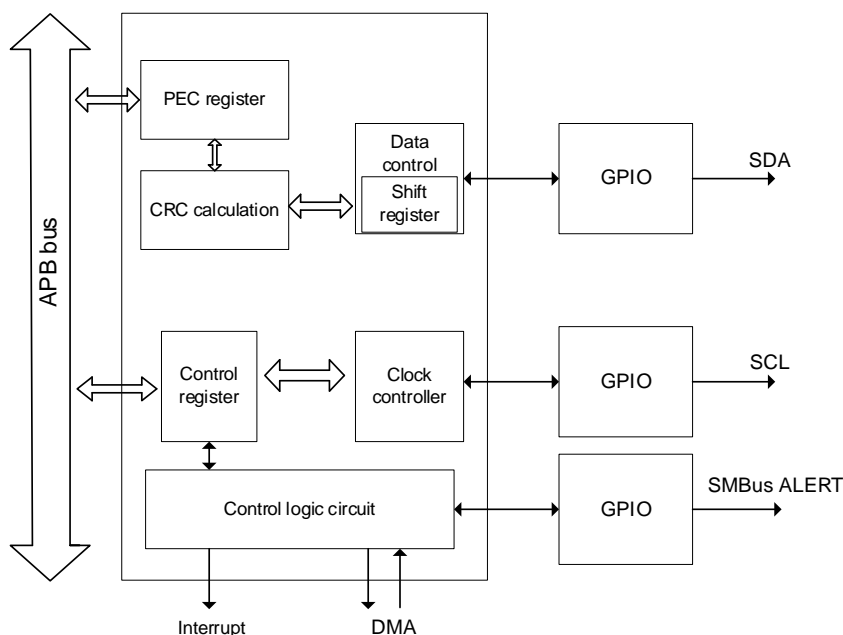 PEC register
Data
control
GPIO
SDA
Shift
register
CRC calculation
APB bus
Control
register
Clock
controller
GPIO
SCL
Control logic circuit
GPIO
SMBus ALERT
Interrupt
DMA